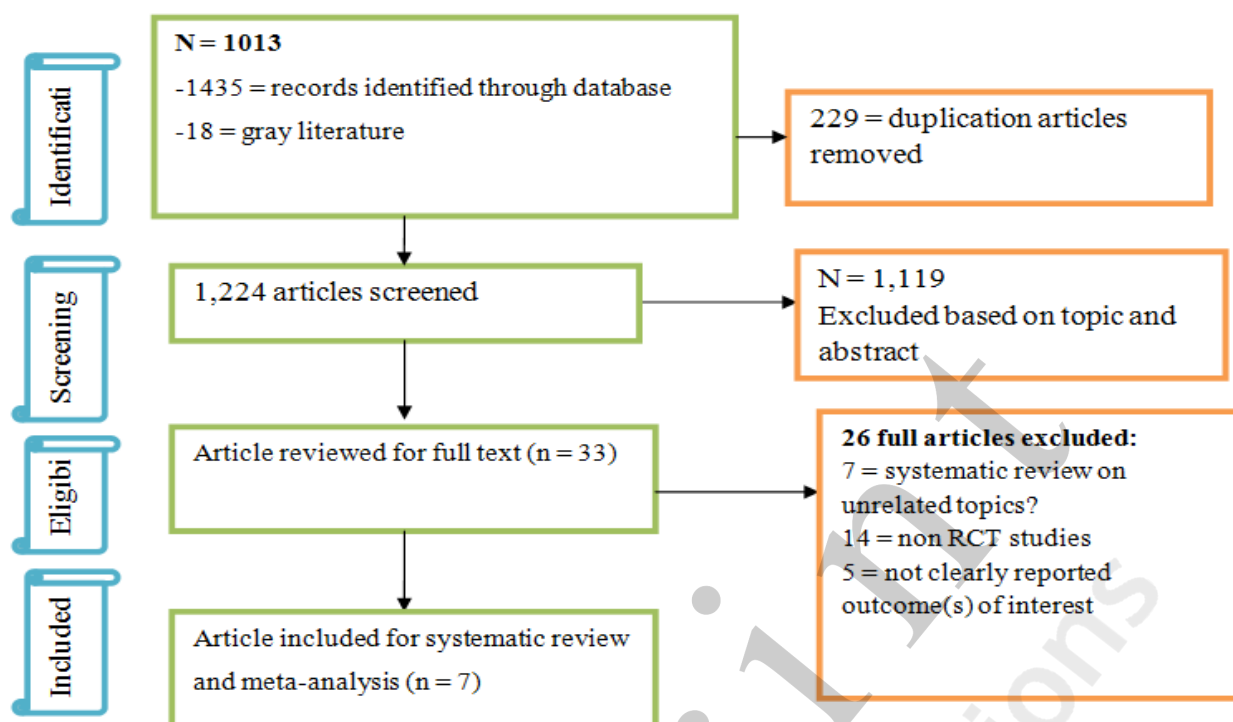 Identificati
N = 1013
-1435 = records identified through database
-18 = gray literature
229 = duplication articles
removed
Screening
1,224 articles screened
N = 1,119
Excluded based on topic and
abstract
Eligibi
Article reviewed for full text (n = 33)
26 full articles excluded:
7 = systematic review on
unrelated topics?
14 = non RCT studies
5 = not clearly reported
outcome(s) of interest
Included
Article included for systematic review
and meta-analysis (n = 7)
int
ions